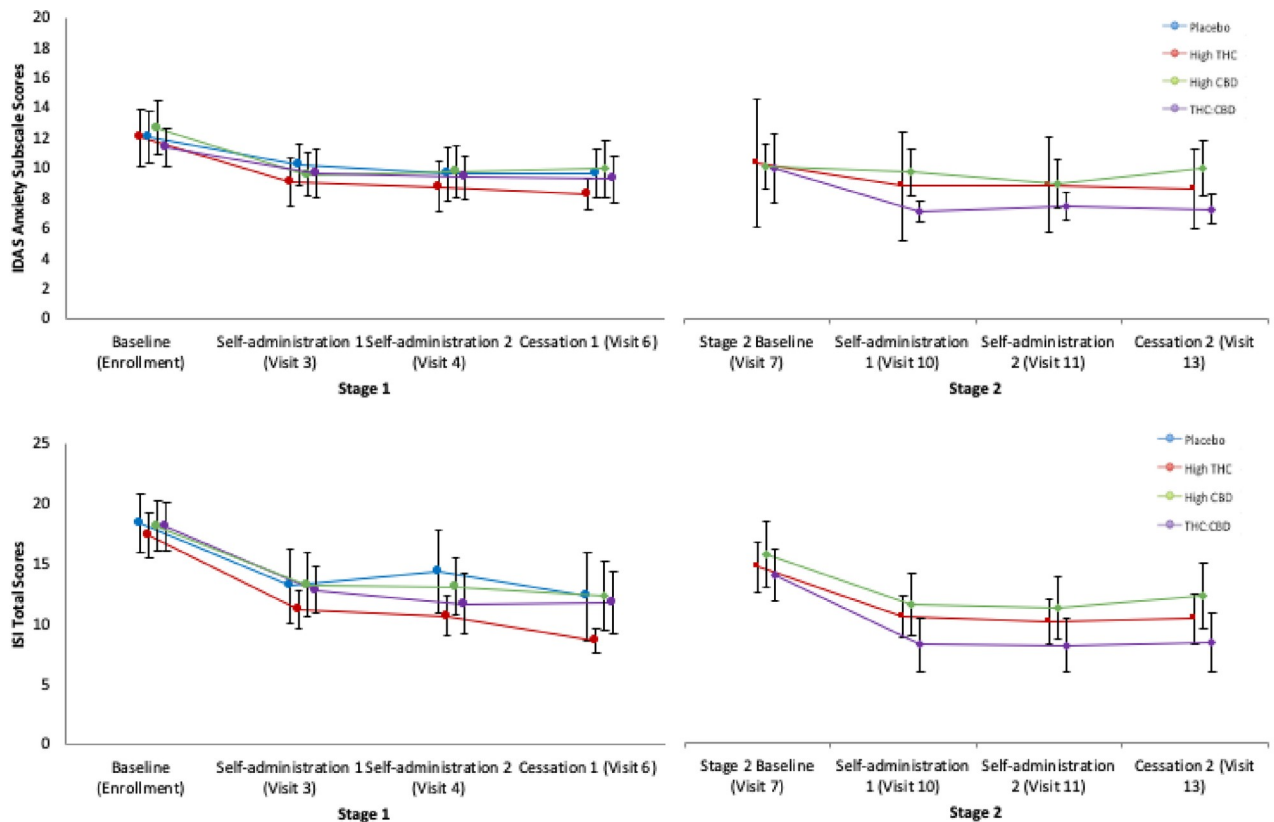 20
18
16
14
12
10
8
6
4
2
0
IDAS Anxiety Subscale Scores
Placebo
High THC
High CBD
THC:CBD
Baseline
(Enrollment)
Self-administration 1
(Visit 3)
Self-administration 2
(Visit 4)
Cessation 1 (Visit 6)
Stage 1
Stage 2 Baseline
(Visit 7)
Self-administration
1 (Visit 10)
Self-administration
2 (Visit 11)
Cessation 2 (Visit
13)
Stage 2
25
20
15
10
5
0
ISI Total Scores
Placebo
High THC
High CBD
THC:CBD
Baseline
(Enrollment)
Self-administration 1
(Visit 3)
Self-administration 2
(Visit 4)
Cessation 1 (Visit 6)
Stage 1
Stage 2 Baseline
(Visit 7)
Self-administration
1 (Visit 10)
Self-administration
2 (Visit 11)
Cessation 2 (Visit
13)
Stage 2